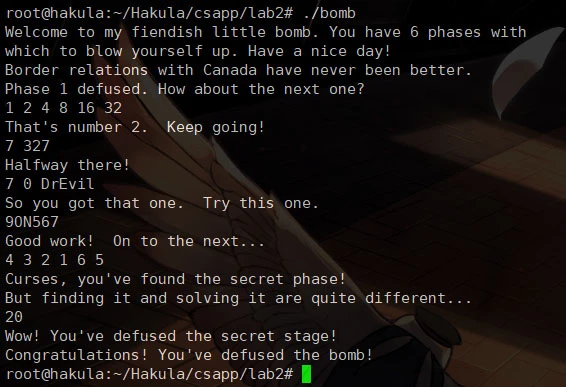 root@hakula:~/Hakula/csapp/lab2# ./bomb
Welcome to my fiendish little bomb. You have 6 phases with
which to blow yourself up. Have a nice day!
Border relations with Canada have never been better.
Phase 1 defused. How about the next one?
1 2 4 8 16 32
That's number 2.  Keep going!
7 327
Halfway there!
7 0 DrEvil
So you got that one.  Try this one.
9ON567
Good work!  On to the next...
4 3 2 1 6 5
Curses, you've found the secret phase!
But finding it and solving it are quite different...
20
Wow! You've defused the secret stage!
Congratulations! You've defused the bomb!
root@hakula:~/Hakula/csapp/lab2#